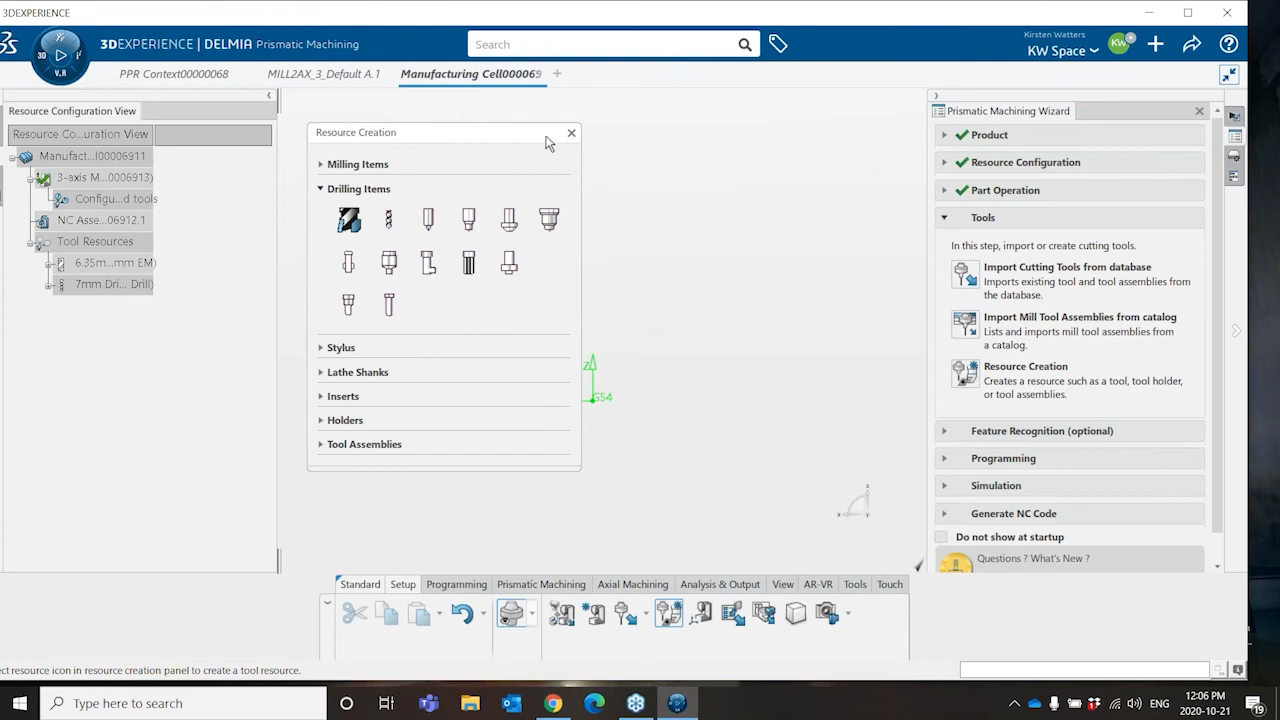 3DEXPERIENCE
3DEXPERIENCE | DELMIA Prismatic Machining
Search
Kirsten Watters
KW Space
KW
3D
V.R
PPR Context00000068
MILL2AX_3_Default A.1
Manufacturing Cell000069
Resource Configuration View
Resource Co...uration View
Manufact...l00006911
3-axis M...0006913)
Configu...d tools
NC Asse...06912.1
Tool Resources
6.35m...mm EM)
7mm Dri... Drill)
Resource Creation
Milling Items
Drilling Items
Stylus
Lathe Shanks
Inserts
Holders
Tool Assemblies
Z
G54
z
x
Prismatic Machining Wizard
Product
Resource Configuration
Part Operation
Tools
In this step, import or create cutting tools.
Import Cutting Tools from database
Imports existing tool and tool assemblies from
the database.
Import Mill Tool Assemblies from catalog
Lists and imports mill tool assemblies from
a catalog.
Resource Creation
Creates a resource such as a tool, tool holder,
or tool assemblies.
Feature Recognition (optional)
Programming
Simulation
Generate NC Code
Do not show at startup
Questions ? What's New ?
Standard
Setup
Programming
Prismatic Machining
Axial Machining
Analysis & Output
View
AR-VR
Tools
Touch
ect resource icon in resource creation panel to create a tool resource.
Type here to search
ENG
12:06 PM
2020-10-21
19